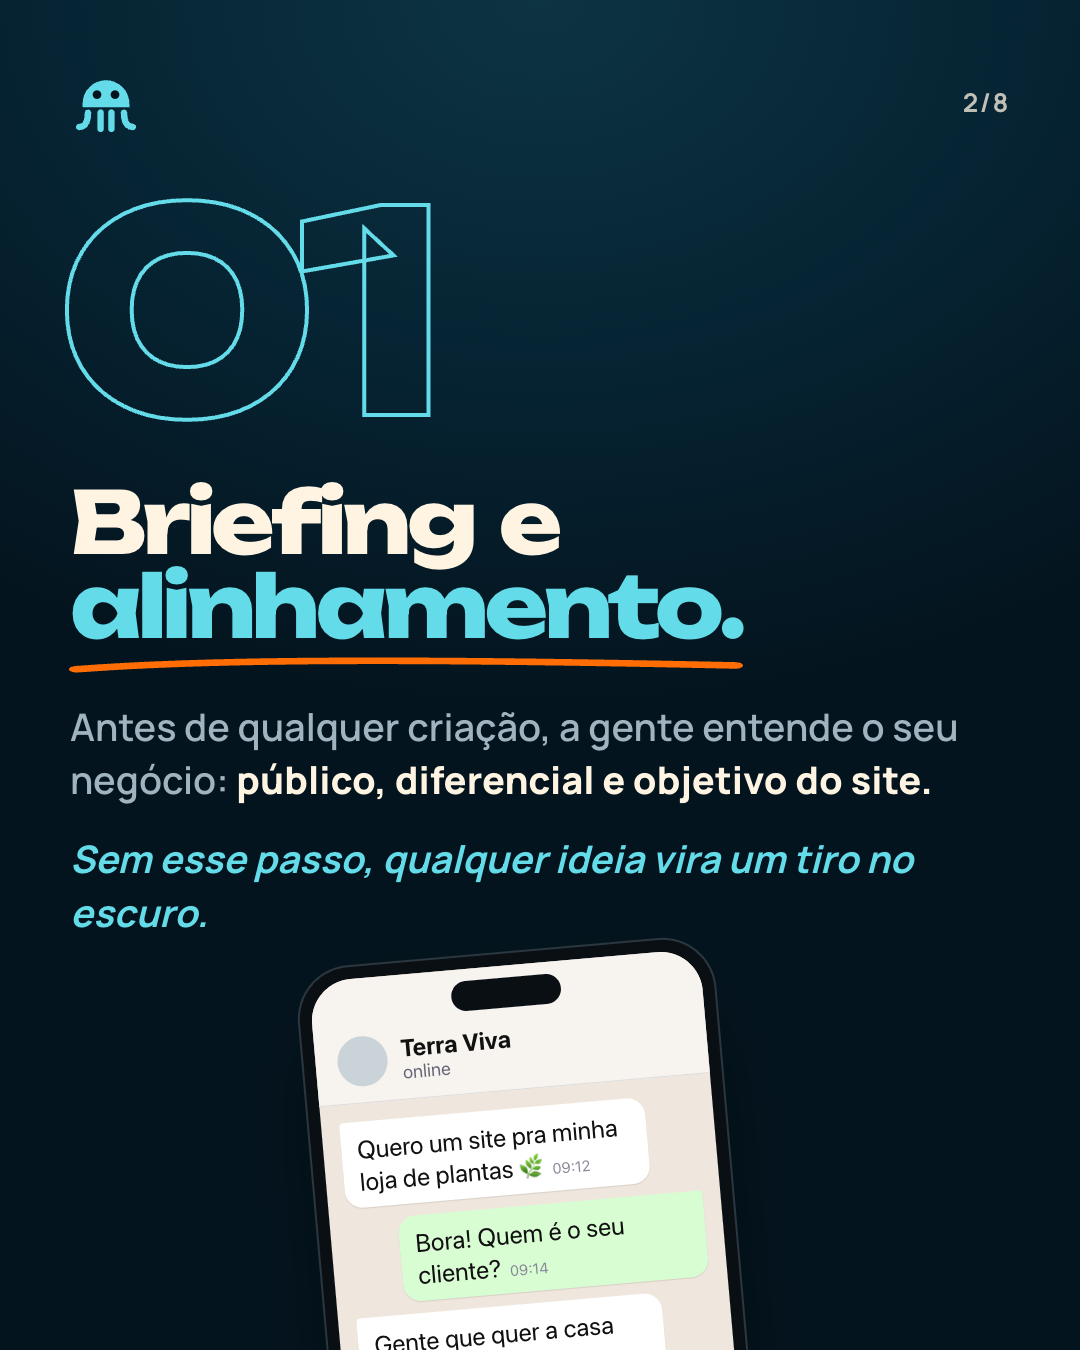 2/8
01
Briefing e
alinhamento.
Antes de qualquer criação, a gente entende o seu
negócio: público, diferencial e objetivo do site.
Sem esse passo, qualquer ideia vira um tiro no
escuro.
Terra Viva
online
Quero um site pra minha
loja de plantas 🌿 09:12
Bora! Quem é o seu
cliente? 09:14
Gente que quer a casa